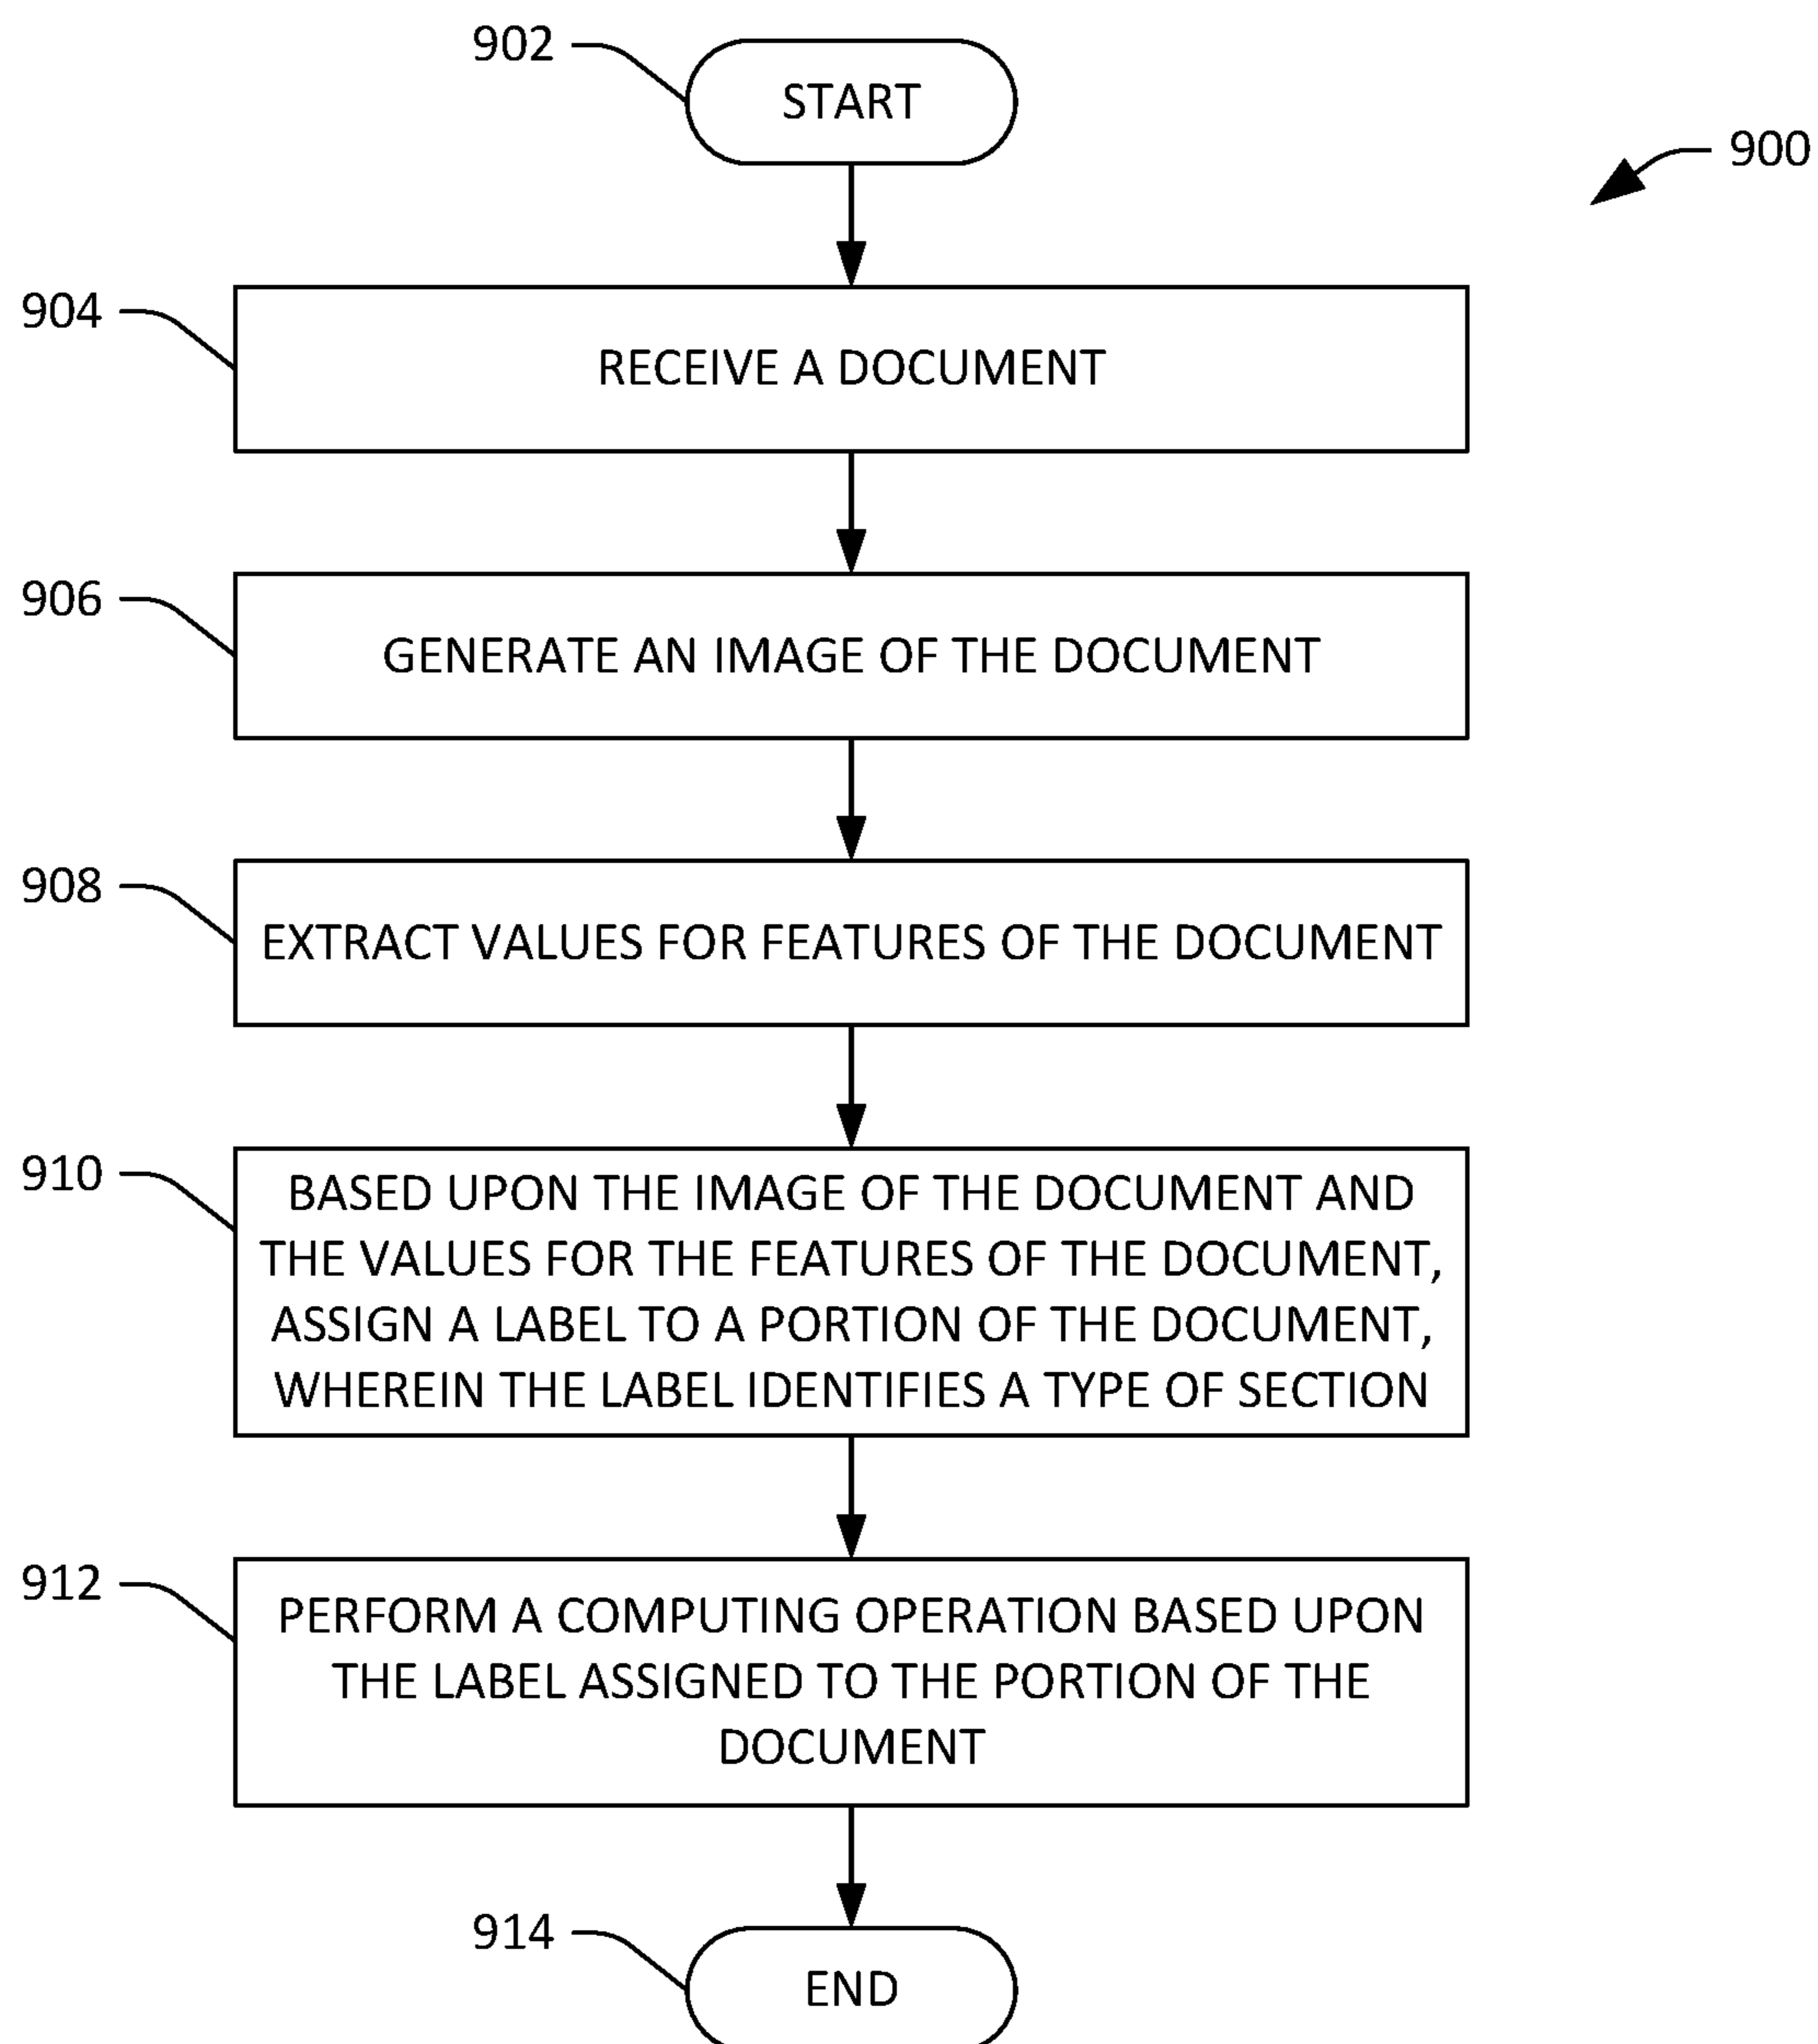 902
START
900
904
RECEIVE A DOCUMENT
906
GENERATE AN IMAGE OF THE DOCUMENT
908
EXTRACT VALUES FOR FEATURES OF THE DOCUMENT
910
BASED UPON THE IMAGE OF THE DOCUMENT AND
THE VALUES FOR THE FEATURES OF THE DOCUMENT,
ASSIGN A LABEL TO A PORTION OF THE DOCUMENT,
WHEREIN THE LABEL IDENTIFIES A TYPE OF SECTION
912
PERFORM A COMPUTING OPERATION BASED UPON
THE LABEL ASSIGNED TO THE PORTION OF THE
DOCUMENT
914
END